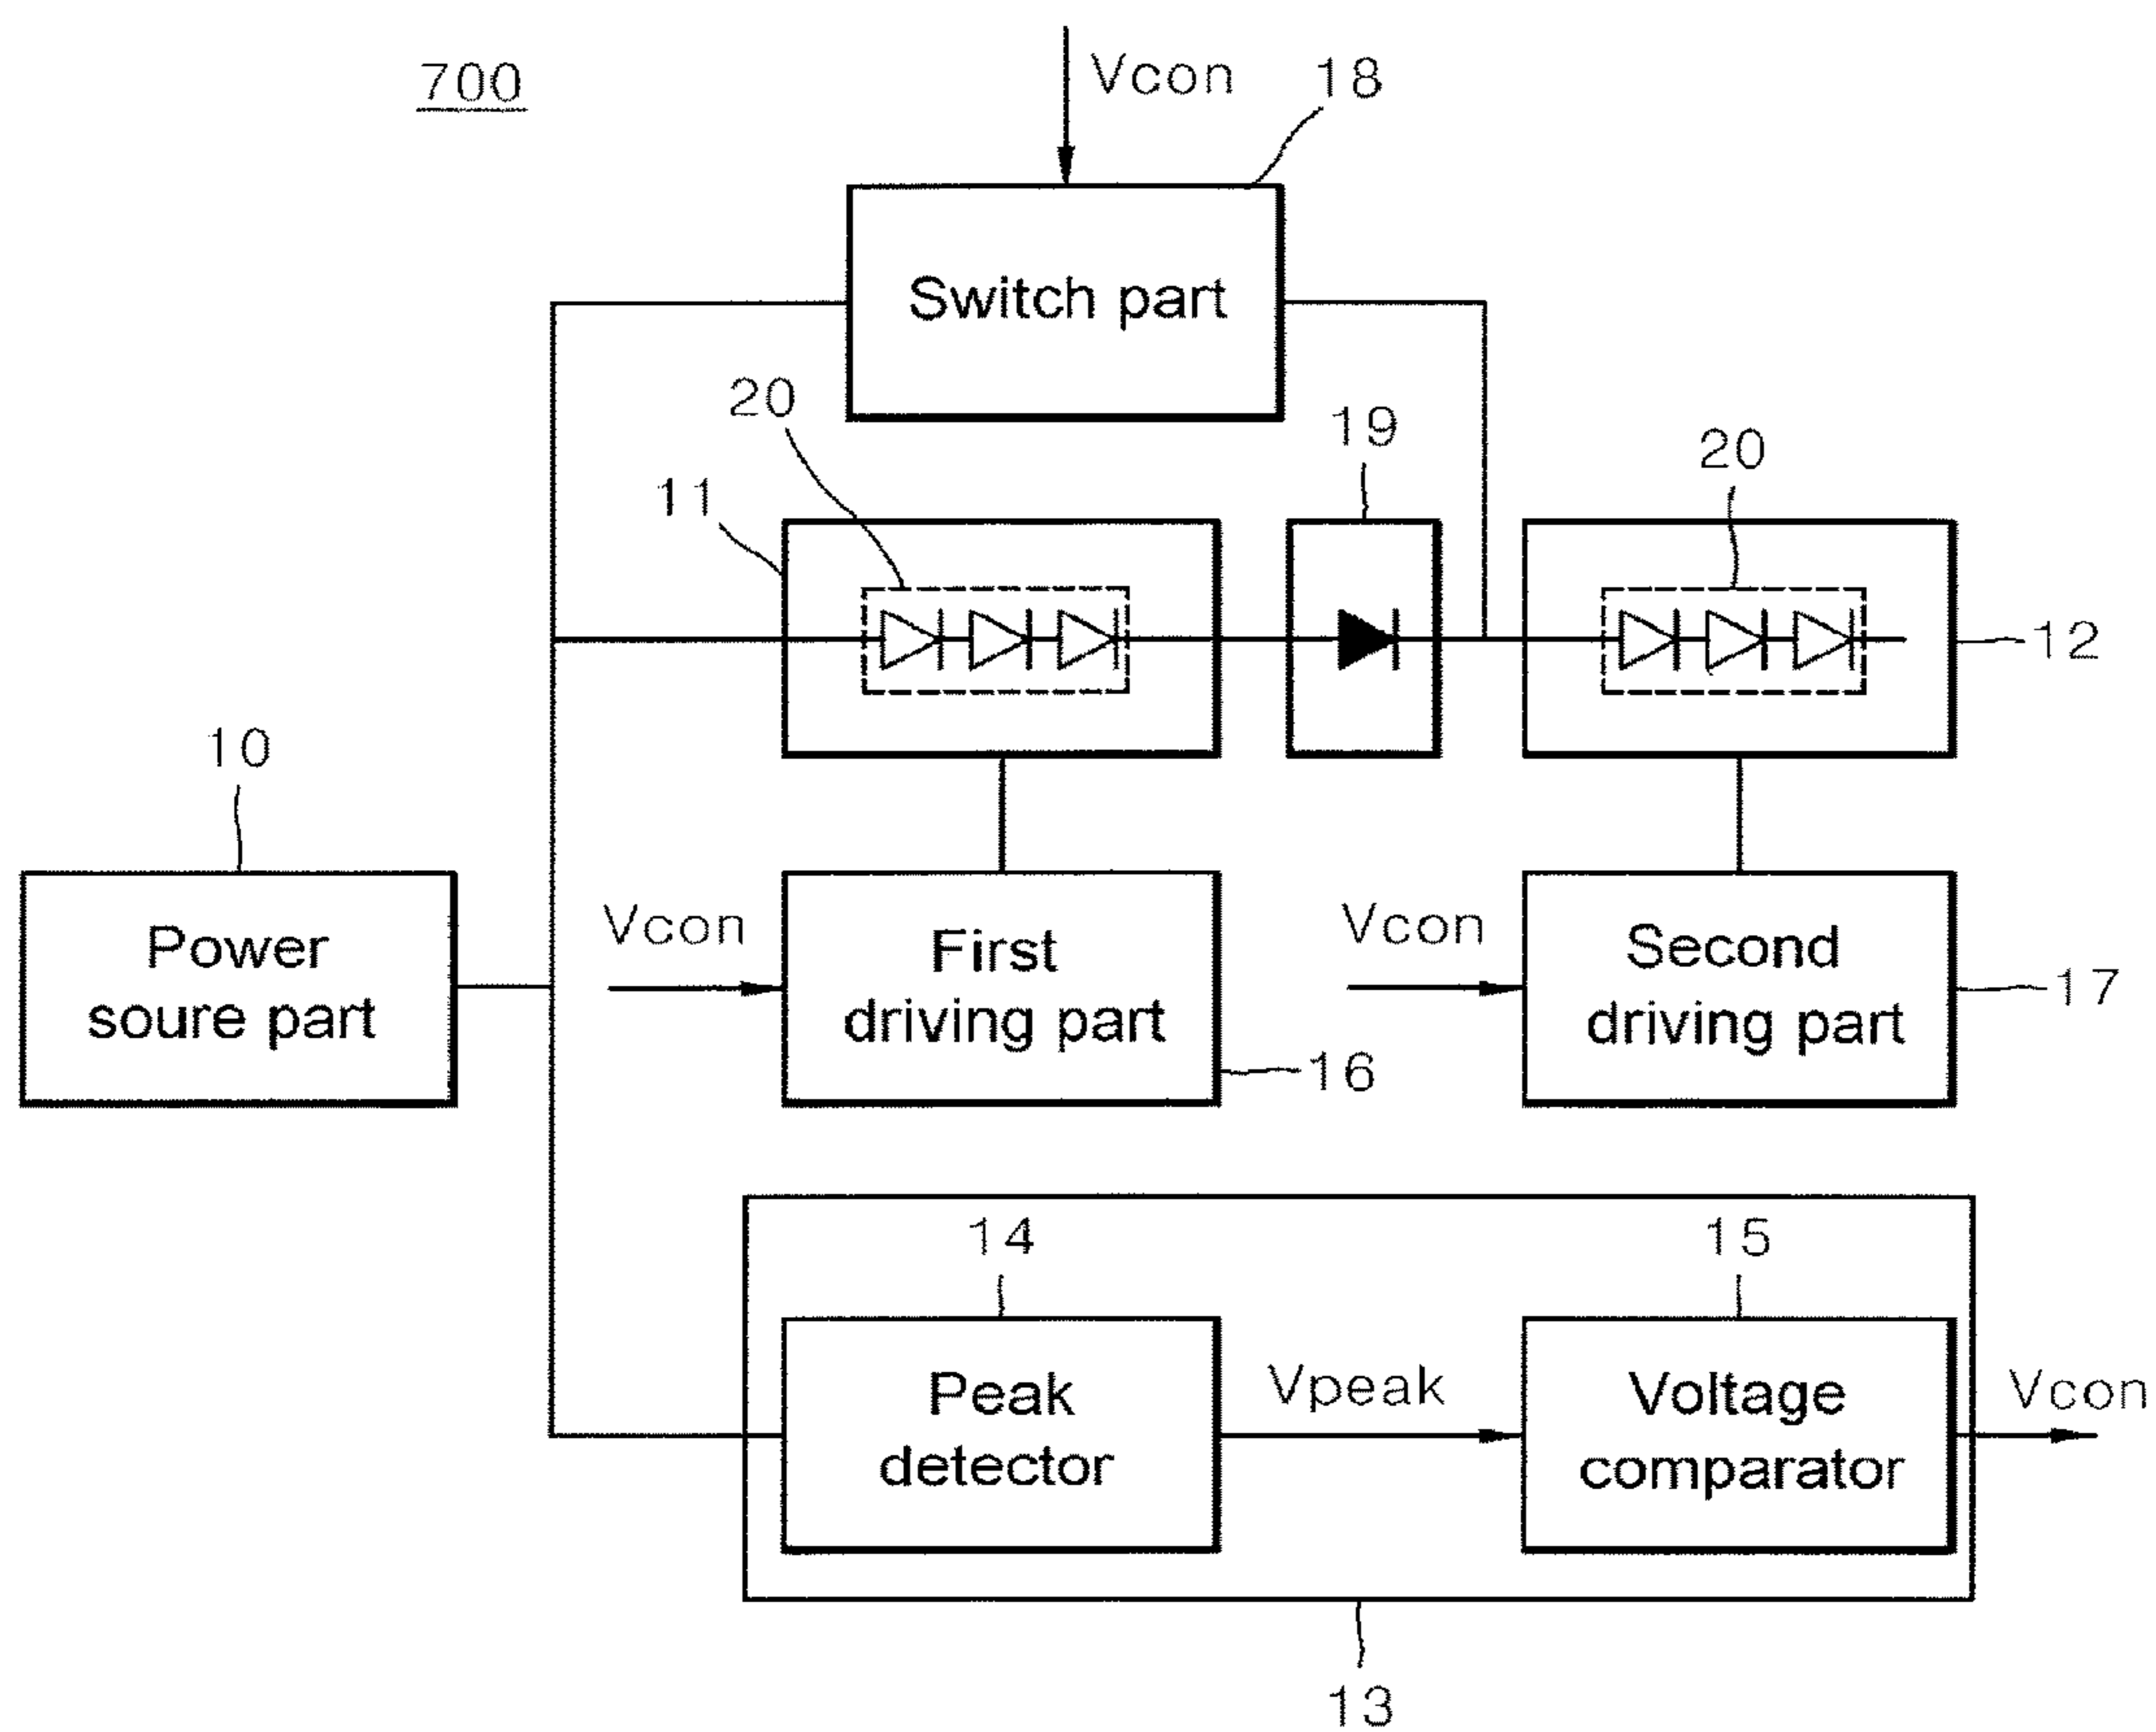 700
Vcon
18
Switch part
20
19
20
11
12
10
Power
soure part
Vcon
First
driving part
16
Vcon
Second
driving part
17
14
Peak
detector
Vpeak
15
Voltage
comparator
Vcon
13